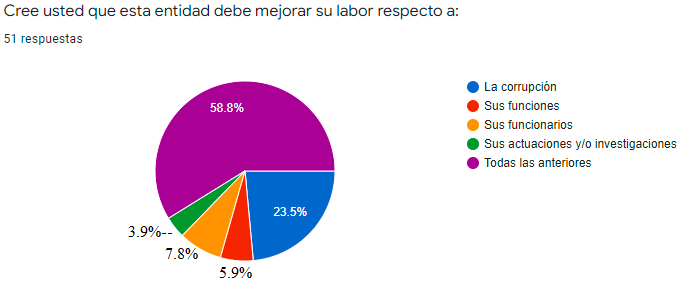 Cree usted que esta entidad debe mejorar su labor respecto a:
51 respuestas
58.8%
23.5%
3.9%--
7.8%
5.9%
La corrupción
Sus funciones
Sus funcionarios
Sus actuaciones y/o investigaciones
Todas las anteriores